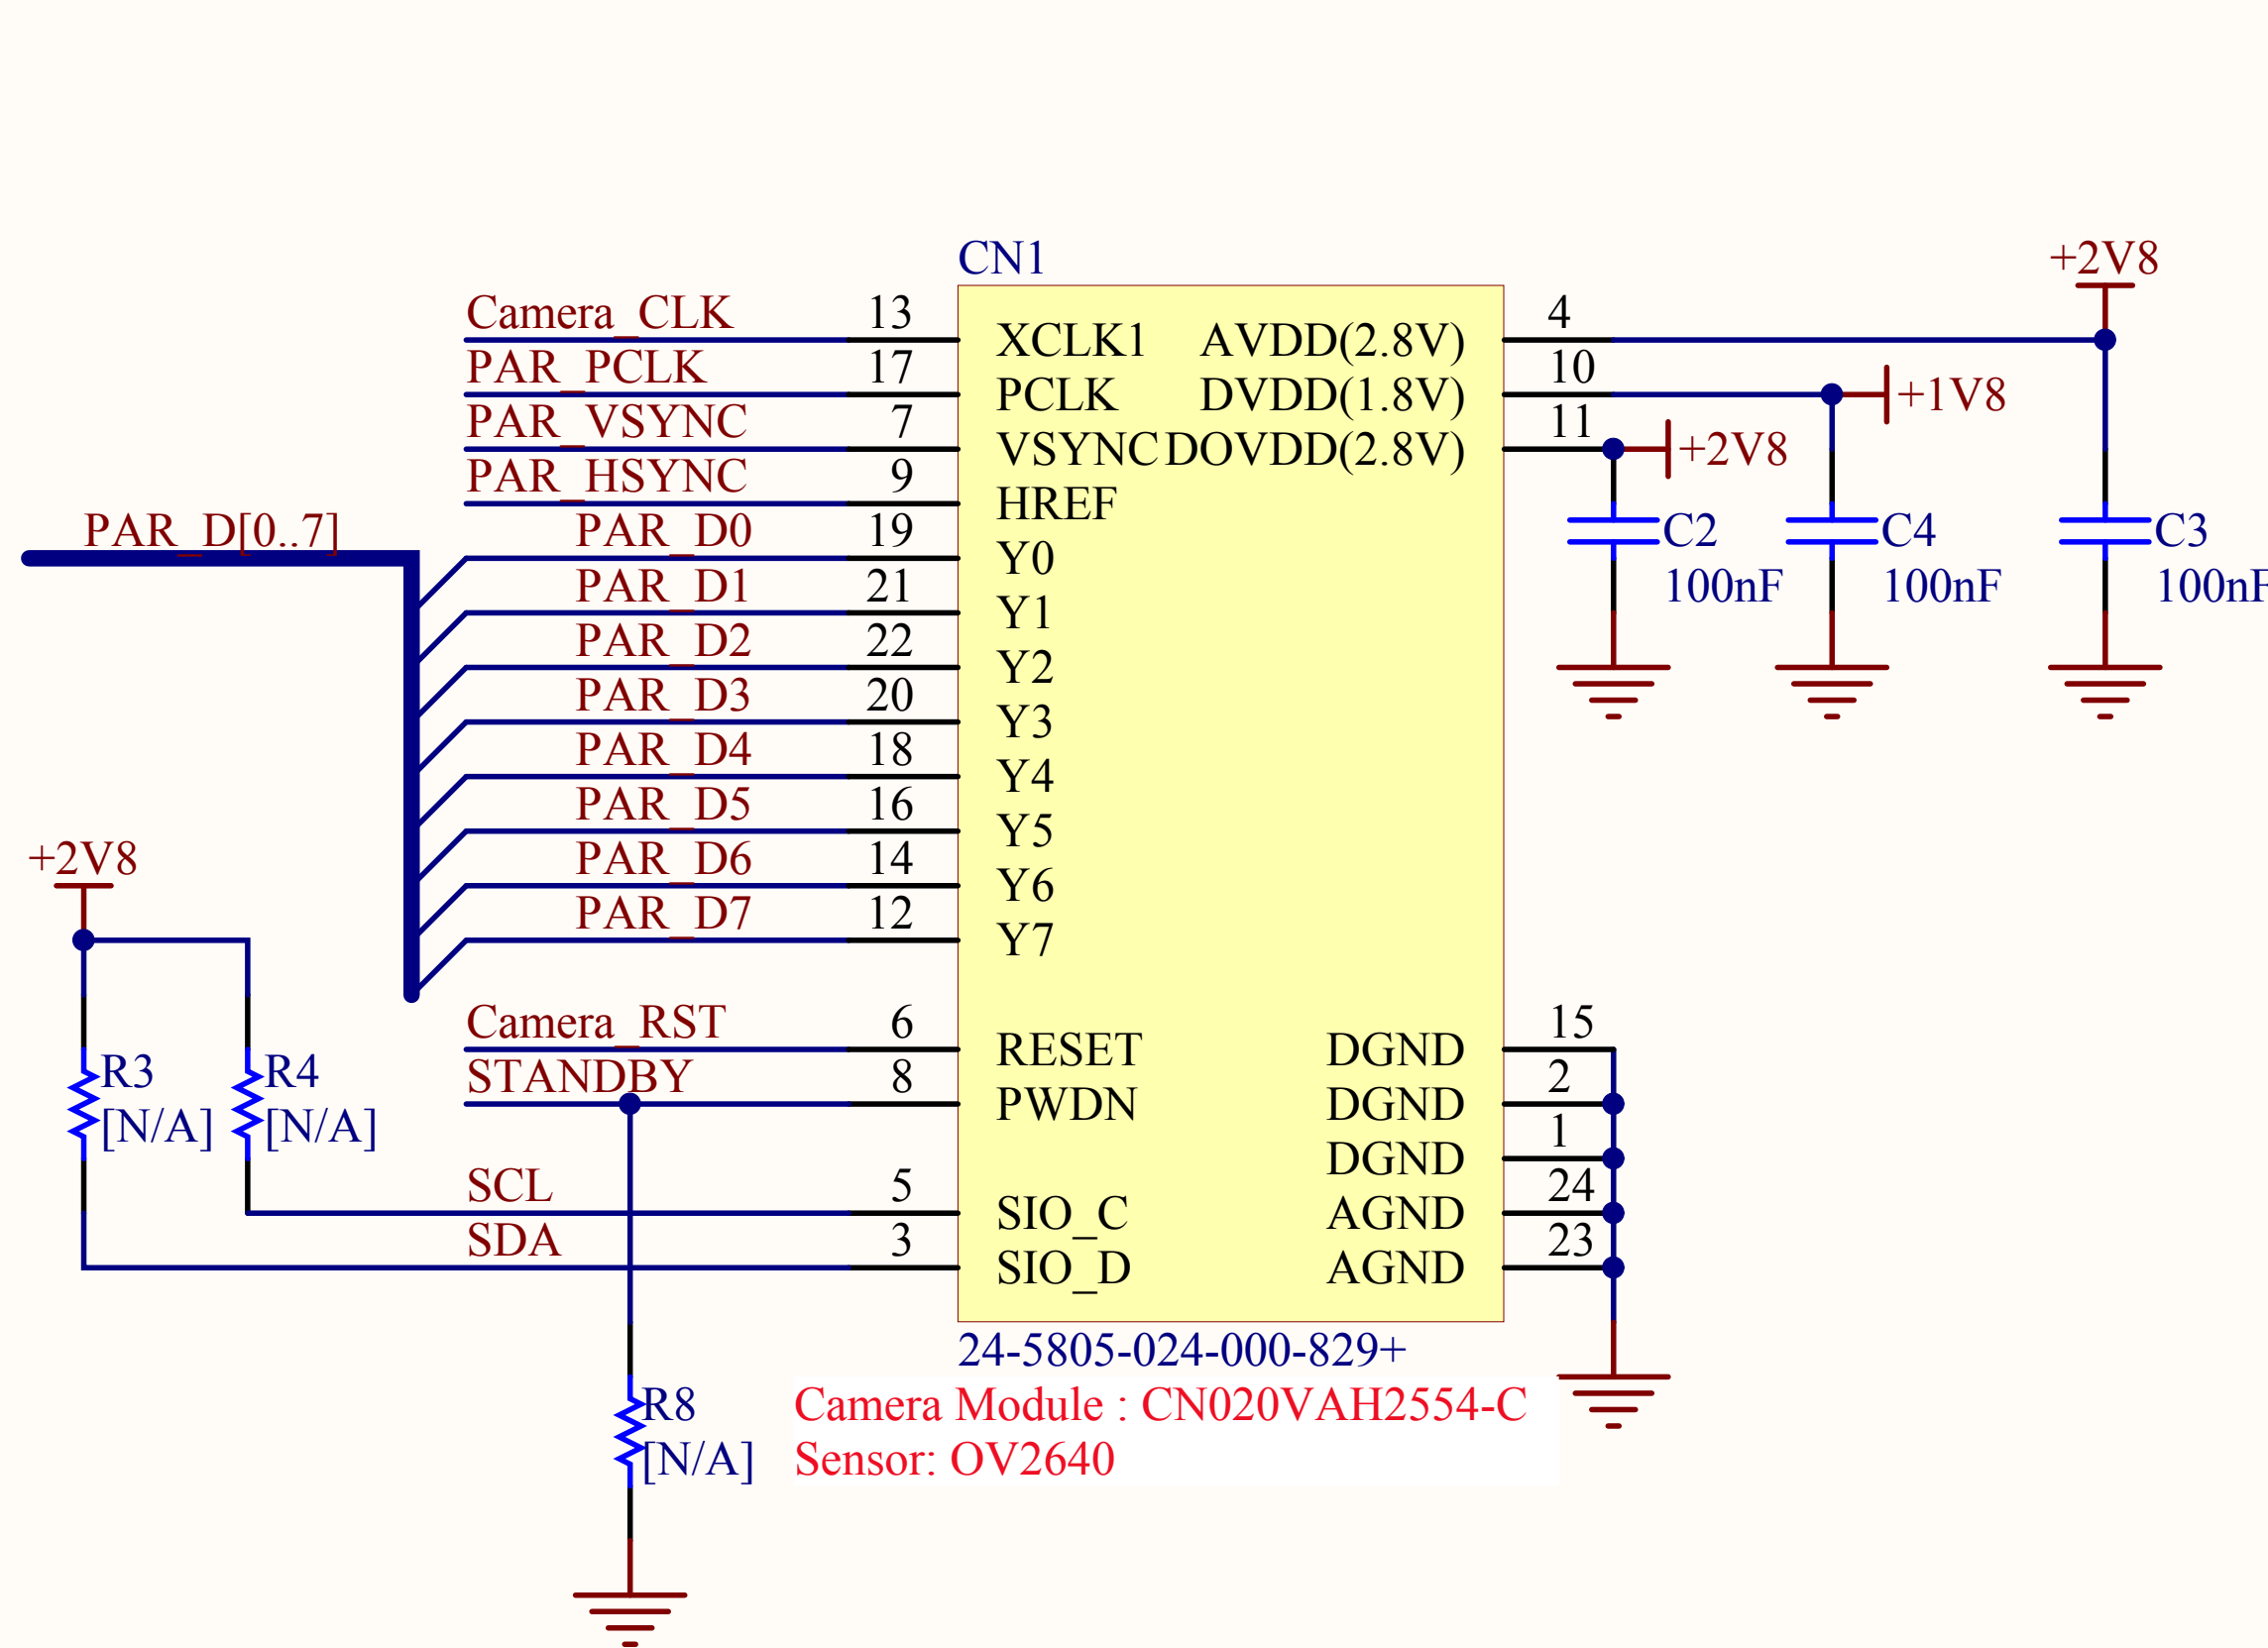 CN1
+2V8
Camera_CLK 13 XCLK1 AVDD(2.8V) 4
PAR_PCLK 17 PCLK DVDD(1.8V) 10 +1V8
PAR_VSYNC 7 VSYNC DOVDD(2.8V) 11 +2V8
PAR_HSYNC 9 HREF
PAR_D[0..7] PAR_D0 19 Y0 C2 C4 C3
PAR_D1 21 Y1 100nF 100nF 100nF
PAR_D2 22 Y2
PAR_D3 20 Y3
PAR_D4 18 Y4
PAR_D5 16 Y5
+2V8 PAR_D6 14 Y6
PAR_D7 12 Y7
Camera_RST 6 RESET DGND 15
R3 R4 STANDBY 8 PWDN DGND 2
[N/A] [N/A] DGND 1
SCL 5 SIO_C AGND 24
SDA 3 SIO_D AGND 23
24-5805-024-000-829+
R8 Camera Module : CN020VAH2554-C
[N/A] Sensor: OV2640